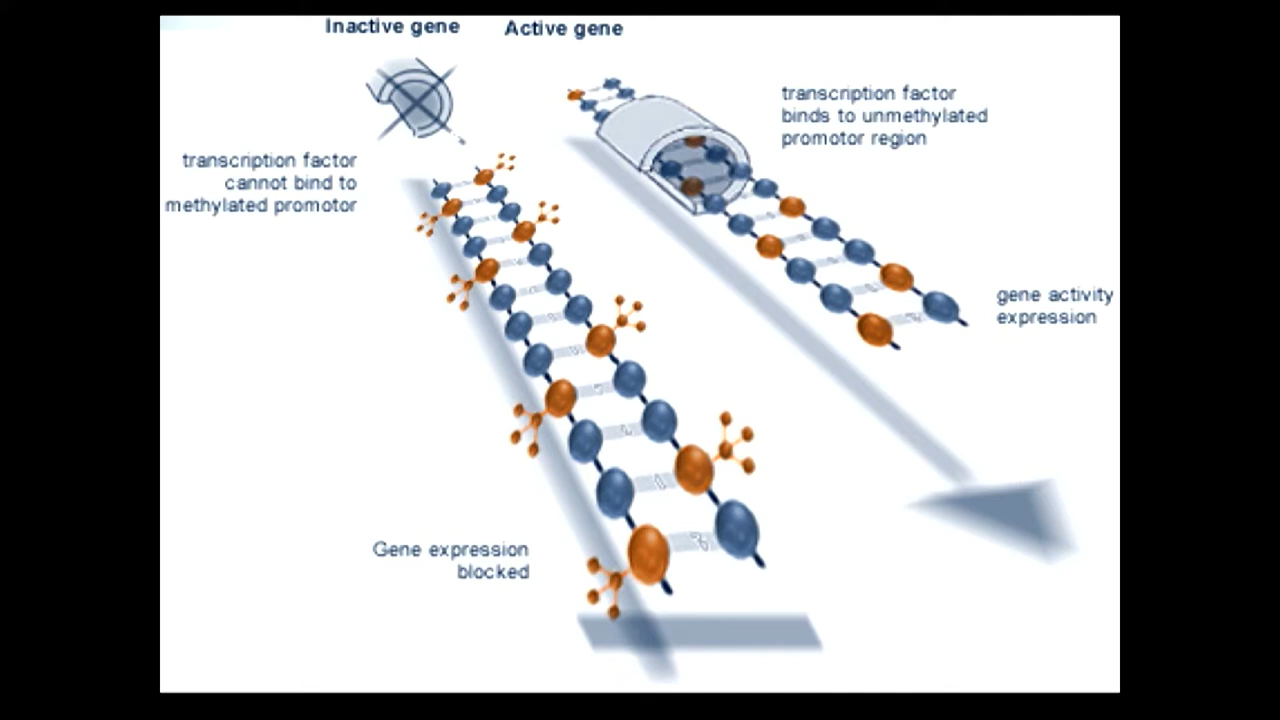 Inactive gene
Active gene
transcription factor
cannot bind to
methylated promotor
transcription factor
binds to unmethylated
promotor region
gene activity
expression
Gene expression
blocked